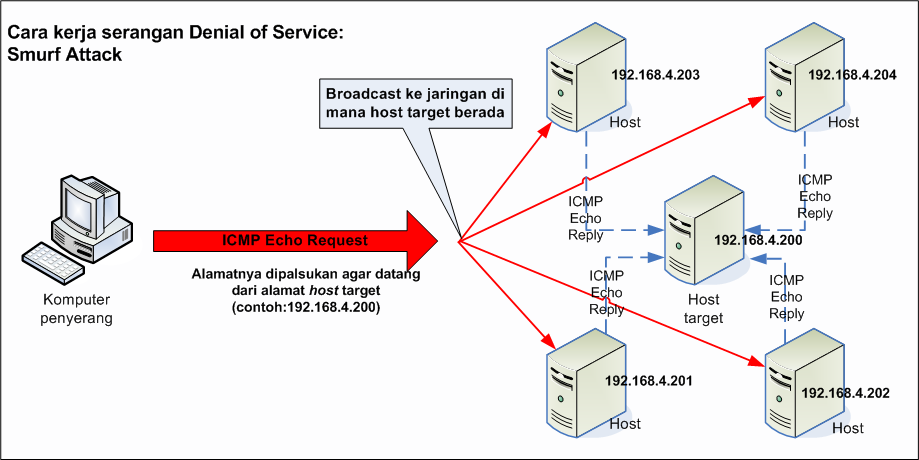 Cara kerja serangan Denial of Service:
Smurf Attack
Broadcast ke jaringan di
mana host target berada
192.168.4.203
Host
192.168.4.204
Host
ICMP
Echo
Reply
ICMP
Echo
Reply
ICMP Echo Request
Alamatnya dipalsukan agar datang
dari alamat host target
(contoh:192.168.4.200)
Komputer
penyerang
192.168.4.200
Host
target
ICMP
Echo
Reply
ICMP
Echo
Reply
192.168.4.201
Host
192.168.4.202
Host